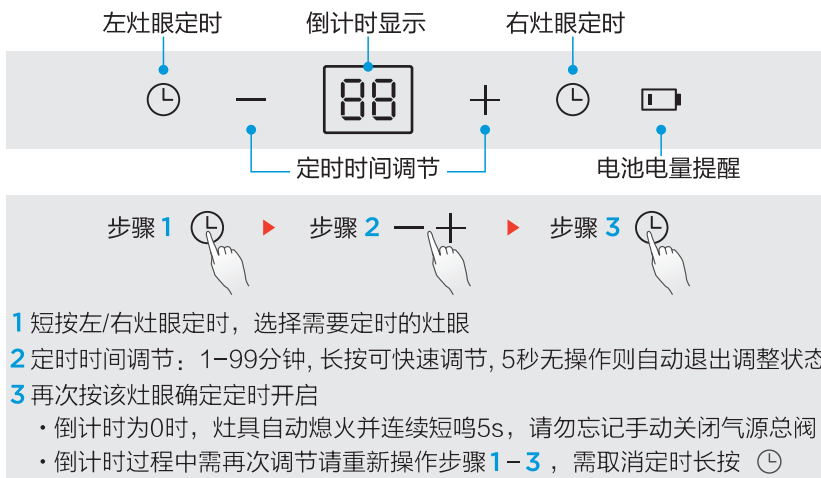 左灶眼定时 倒计时显示 右灶眼定时
88
定时时间调节 电池电量提醒
步骤 1 步骤 2 步骤 3
1 短按左/右灶眼定时，选择需要定时的灶眼
2 定时时间调节：1-99分钟, 长按可快速调节, 5秒无操作则自动退出调整状态
3 再次按该灶眼确定定时开启
· 倒计时为0时，灶具自动熄火并连续短鸣5s，请勿忘记手动关闭气源总阀
· 倒计时过程中需再次调节请重新操作步骤1-3 ，需取消定时长按